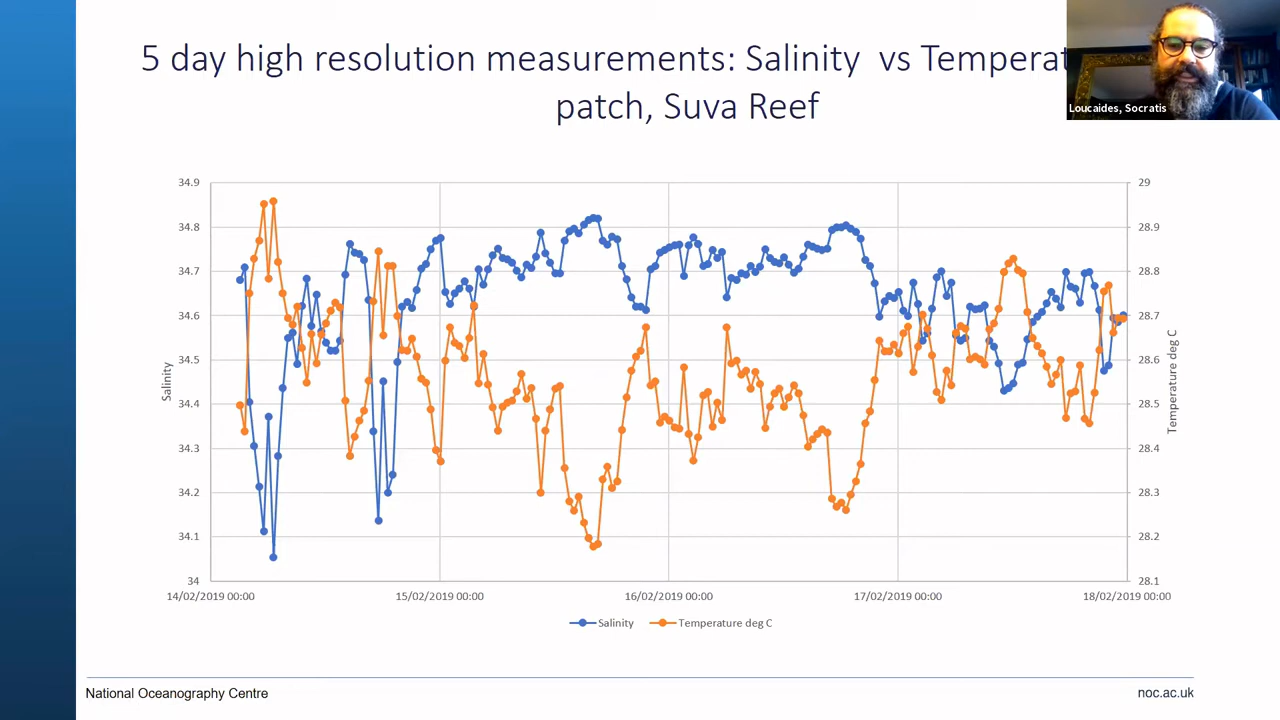 5 day high resolution measurements: Salinity vs Temperat
patch, Suva Reef
Loucaides, Socratis
34.9
34.8
34.7
34.6
34.5
34.4
34.3
34.2
34.1
34
Salinity
29
28.9
28.8
28.7
28.6
28.5
28.4
28.3
28.2
28.1
Temperature deg C
14/02/2019 00:00
15/02/2019 00:00
16/02/2019 00:00
17/02/2019 00:00
18/02/2019 00:00
Salinity
Temperature deg C
National Oceanography Centre
noc.ac.uk